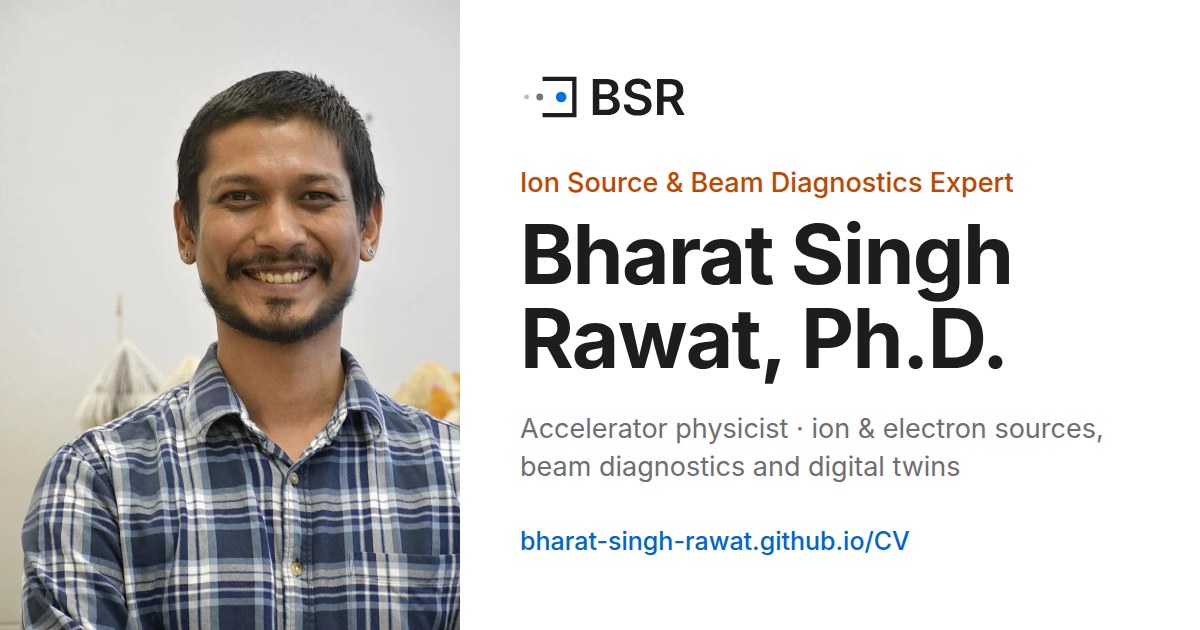 BSR
Ion Source & Beam Diagnostics Expert
Bharat Singh
Rawat, Ph.D.
Accelerator physicist · ion & electron sources,
beam diagnostics and digital twins
bharat-singh-rawat.github.io/CV